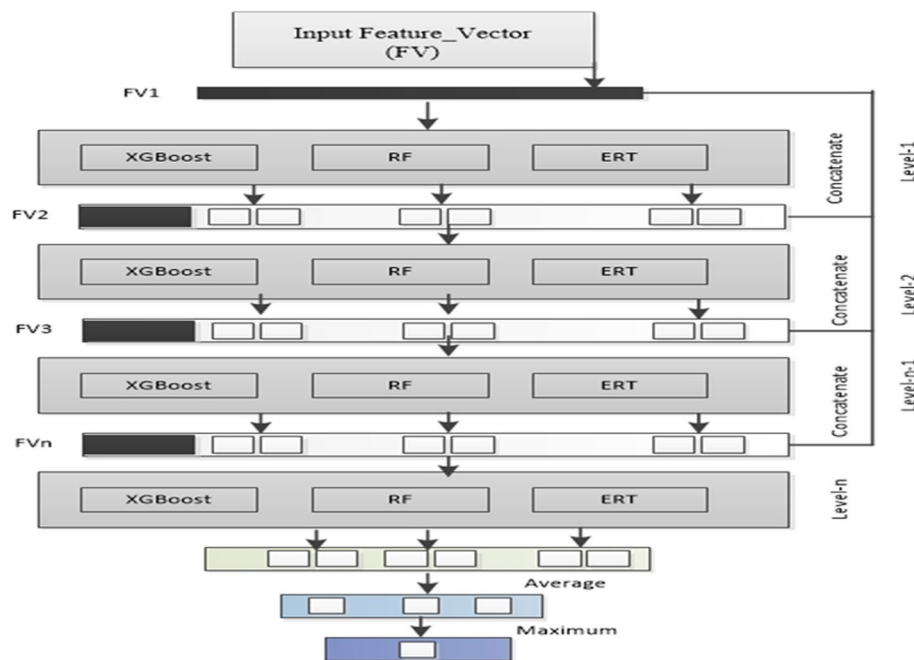 Input Feature_Vector
(FV)
FV1
XGBoost RF ERT
Concatenate
Level-1
FV2
XGBoost RF ERT
Concatenate
Level-2
FV3
XGBoost RF ERT
Concatenate
Level-n-1
FVn
XGBoost RF ERT
Level-n
Average
Maximum